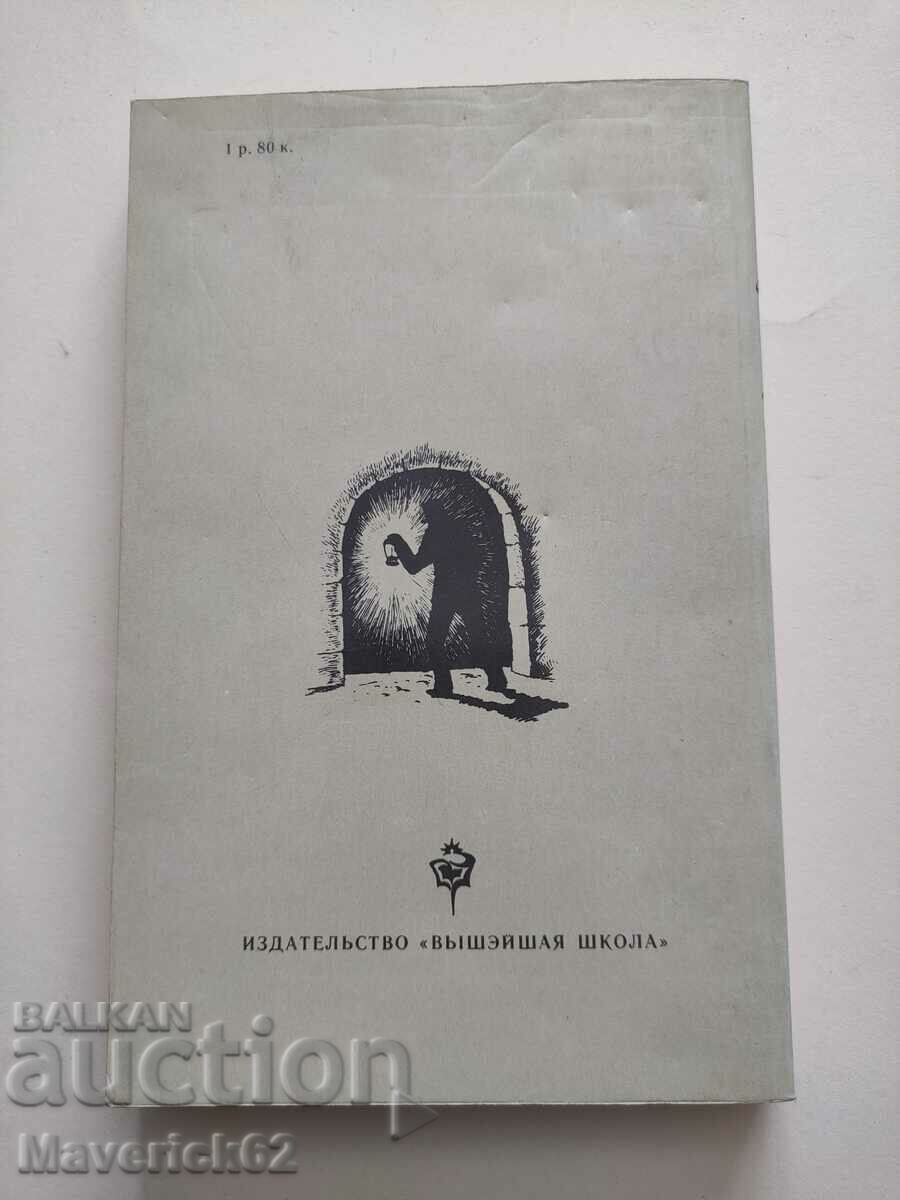 1 р. 80 к.
ИЗДАТЕЛЬСТВО «ВЫШЭЙШАЯ ШКОЛА»
BALKAN
auction
Maverick62